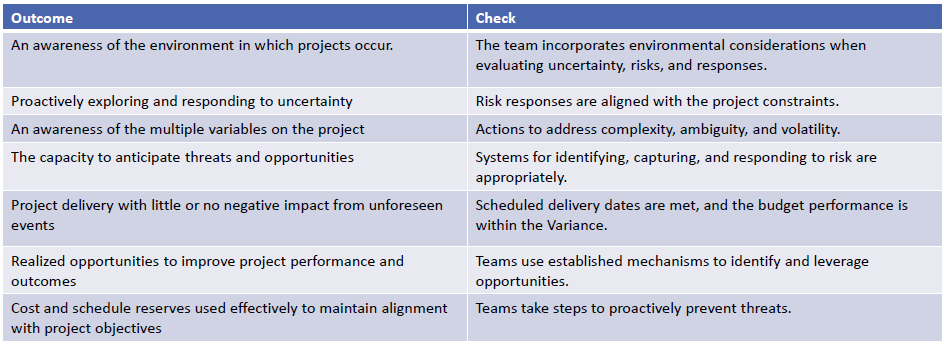 Outcome
Check
An awareness of the environment in which projects occur.
The team incorporates environmental considerations when
evaluating uncertainty, risks, and responses.
Proactively exploring and responding to uncertainty
Risk responses are aligned with the project constraints.
An awareness of the multiple variables on the project
Actions to address complexity, ambiguity, and volatility.
The capacity to anticipate threats and opportunities
Systems for identifying, capturing, and responding to risk are
appropriately.
Project delivery with little or no negative impact from unforeseen
events
Scheduled delivery dates are met, and the budget performance is
within the Variance.
Realized opportunities to improve project performance and
outcomes
Teams use established mechanisms to identify and leverage
opportunities.
Cost and schedule reserves used effectively to maintain alignment
with project objectives
Teams take steps to proactively prevent threats.